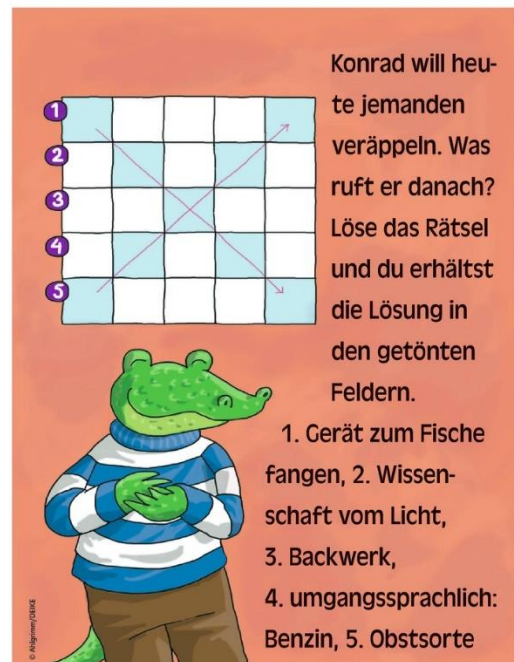 1
2
3
4
5
Konrad will heu-
te jemanden
veräppeln. Was
ruft er danach?
Löse das Rätsel
und du erhältst
die Lösung in
den getönten
Feldern.
1. Gerät zum Fische
fangen, 2. Wissen-
schaft vom Licht,
3. Backwerk,
4. umgangssprachlich:
Benzin, 5. Obstsorte
© Ahlgrimm/DEIKE